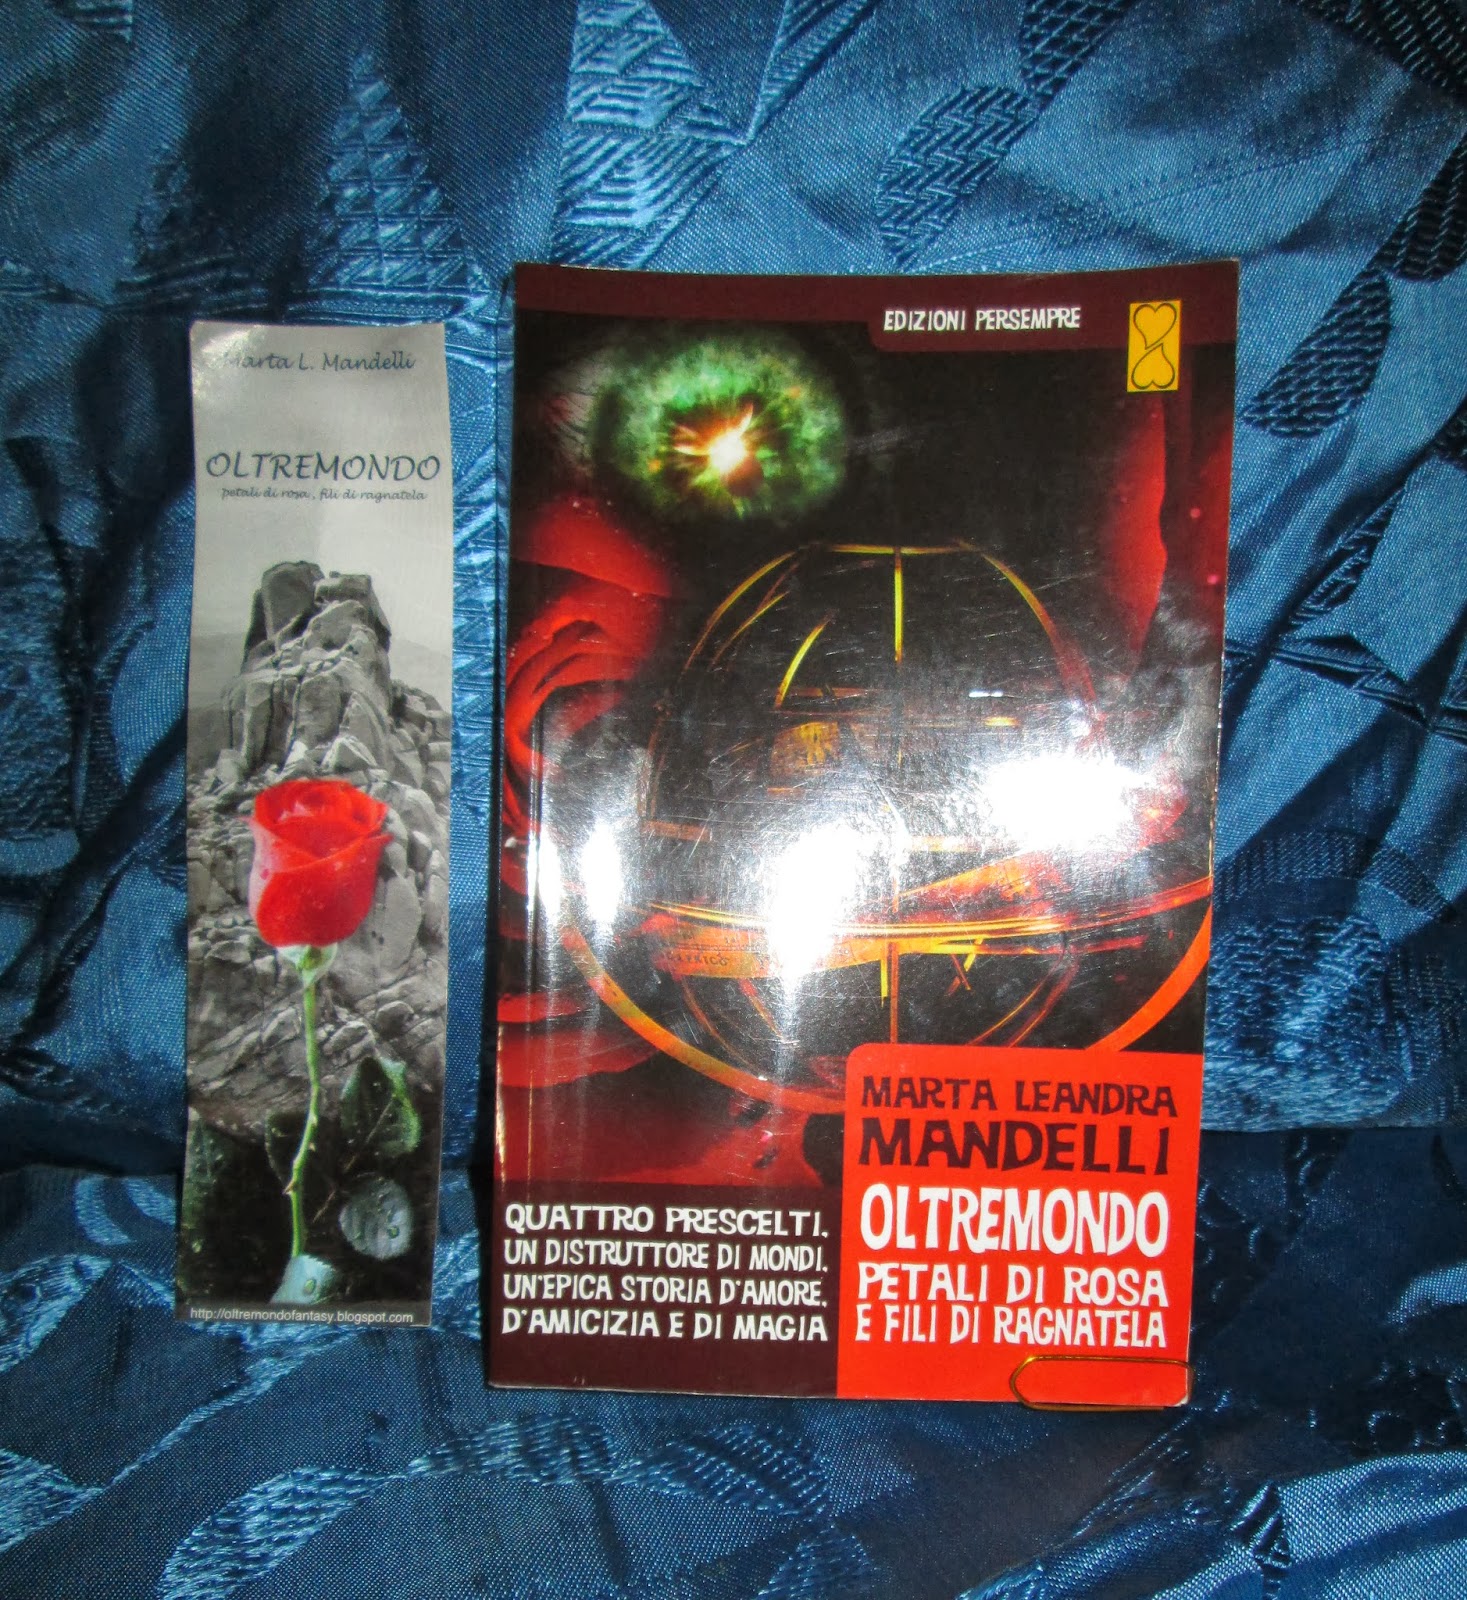 Marta L. Mandelli
OLTREMONDO
petali di rosa, fili di ragnatela
http://oltremondofantasy.blogspot.com
EDIZIONI PERSEMPRE
MARTA LEANDRA
MANDELLI
OLTREMONDO
PETALI DI ROSA
E FILI DI RAGNATELA
QUATTRO PRESCELTI,
UN DISTRUTTORE DI MONDI,
UN'EPICA STORIA D'AMORE,
D'AMICIZIA E DI MAGIA